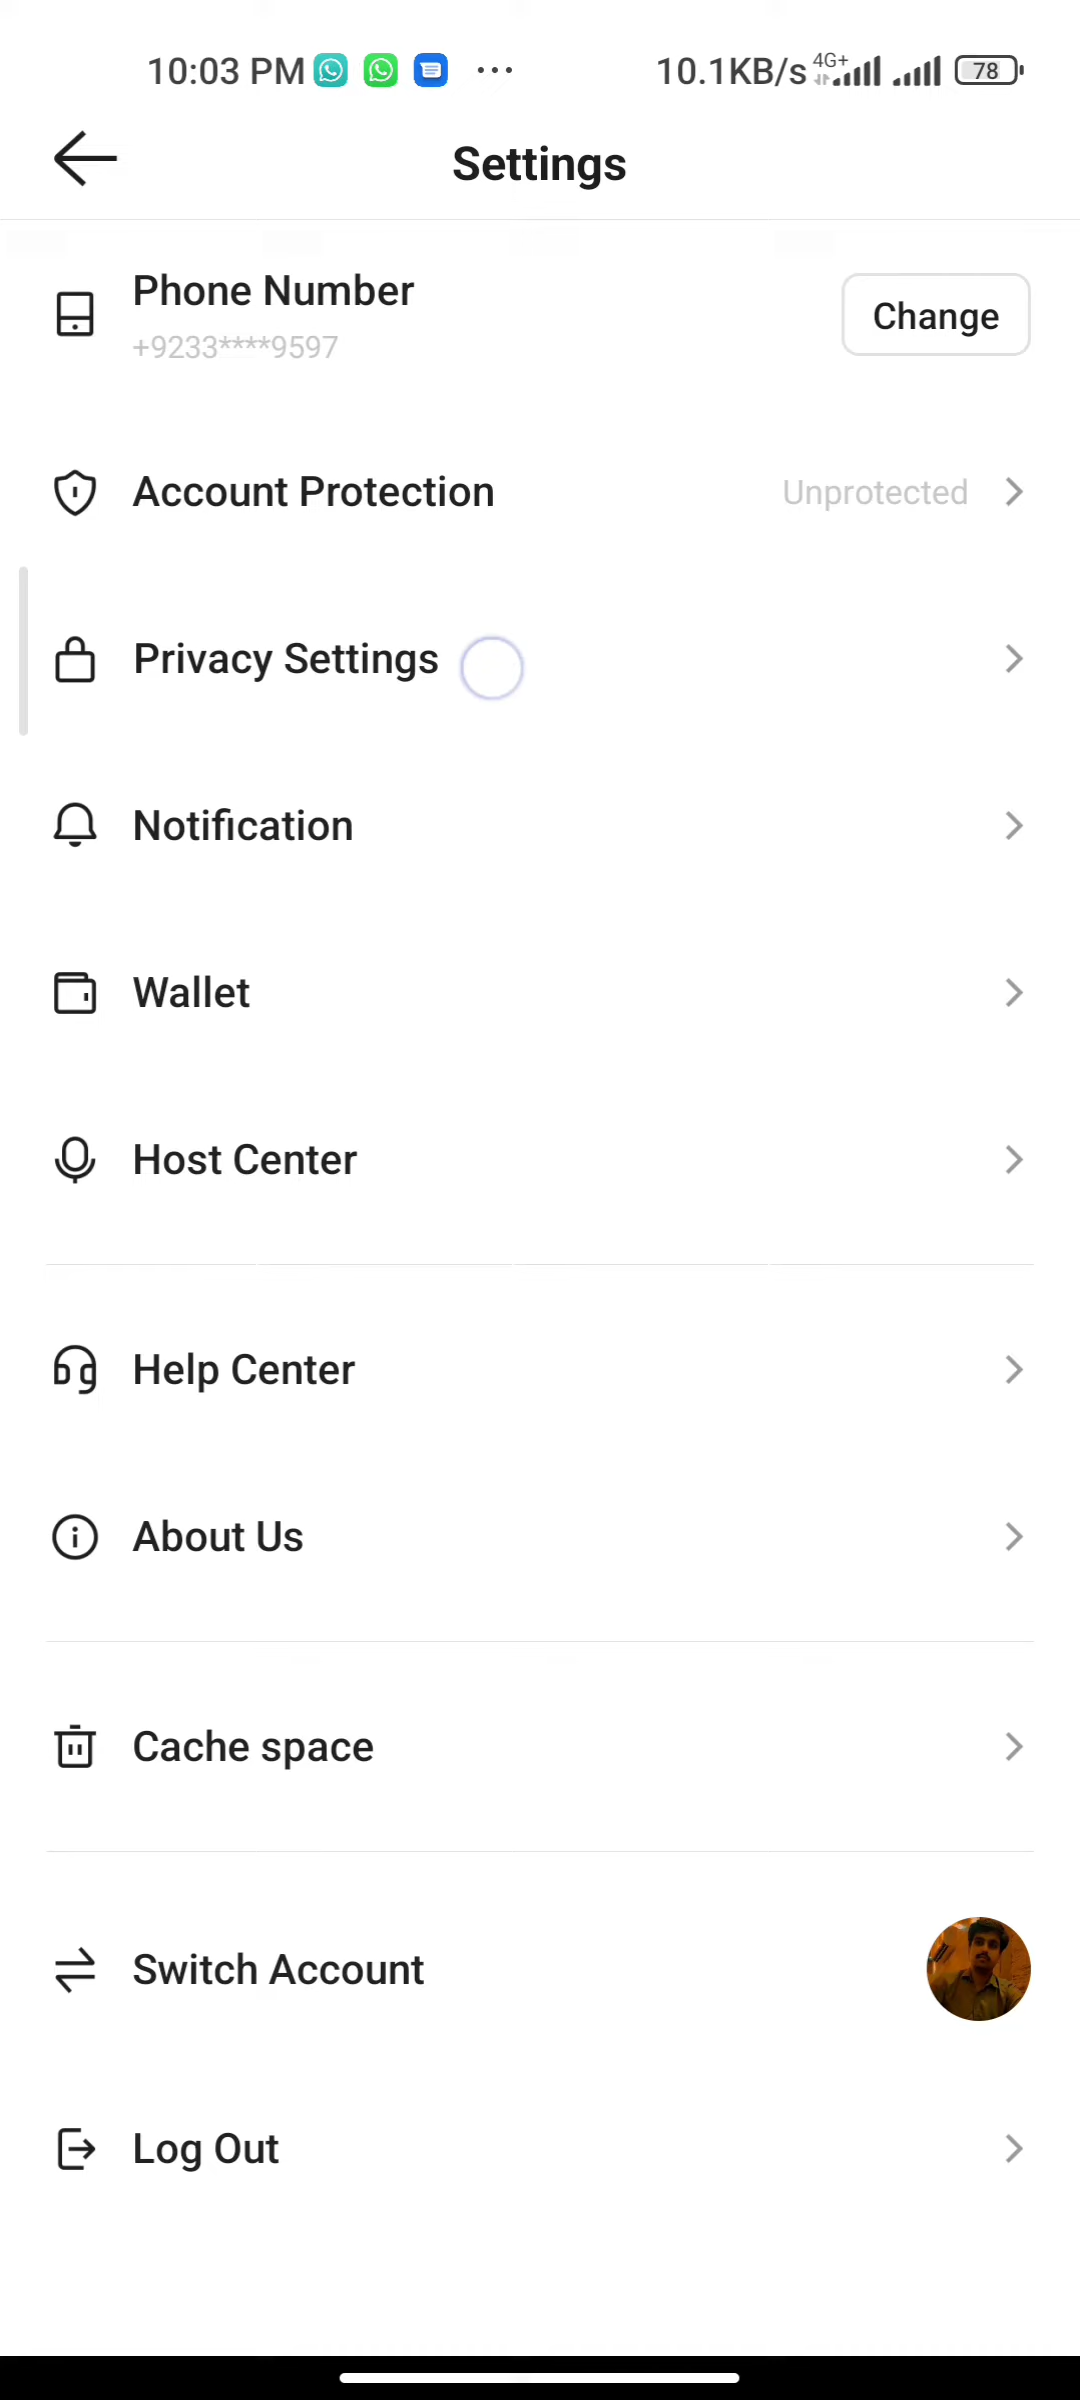 10:03 PM ... 10.1KB/s 4G+ 78
Settings
Phone Number
+9233****9597
Change
Account Protection
Unprotected
Privacy Settings
Notification
Wallet
Host Center
Help Center
About Us
Cache space
Switch Account
Log Out